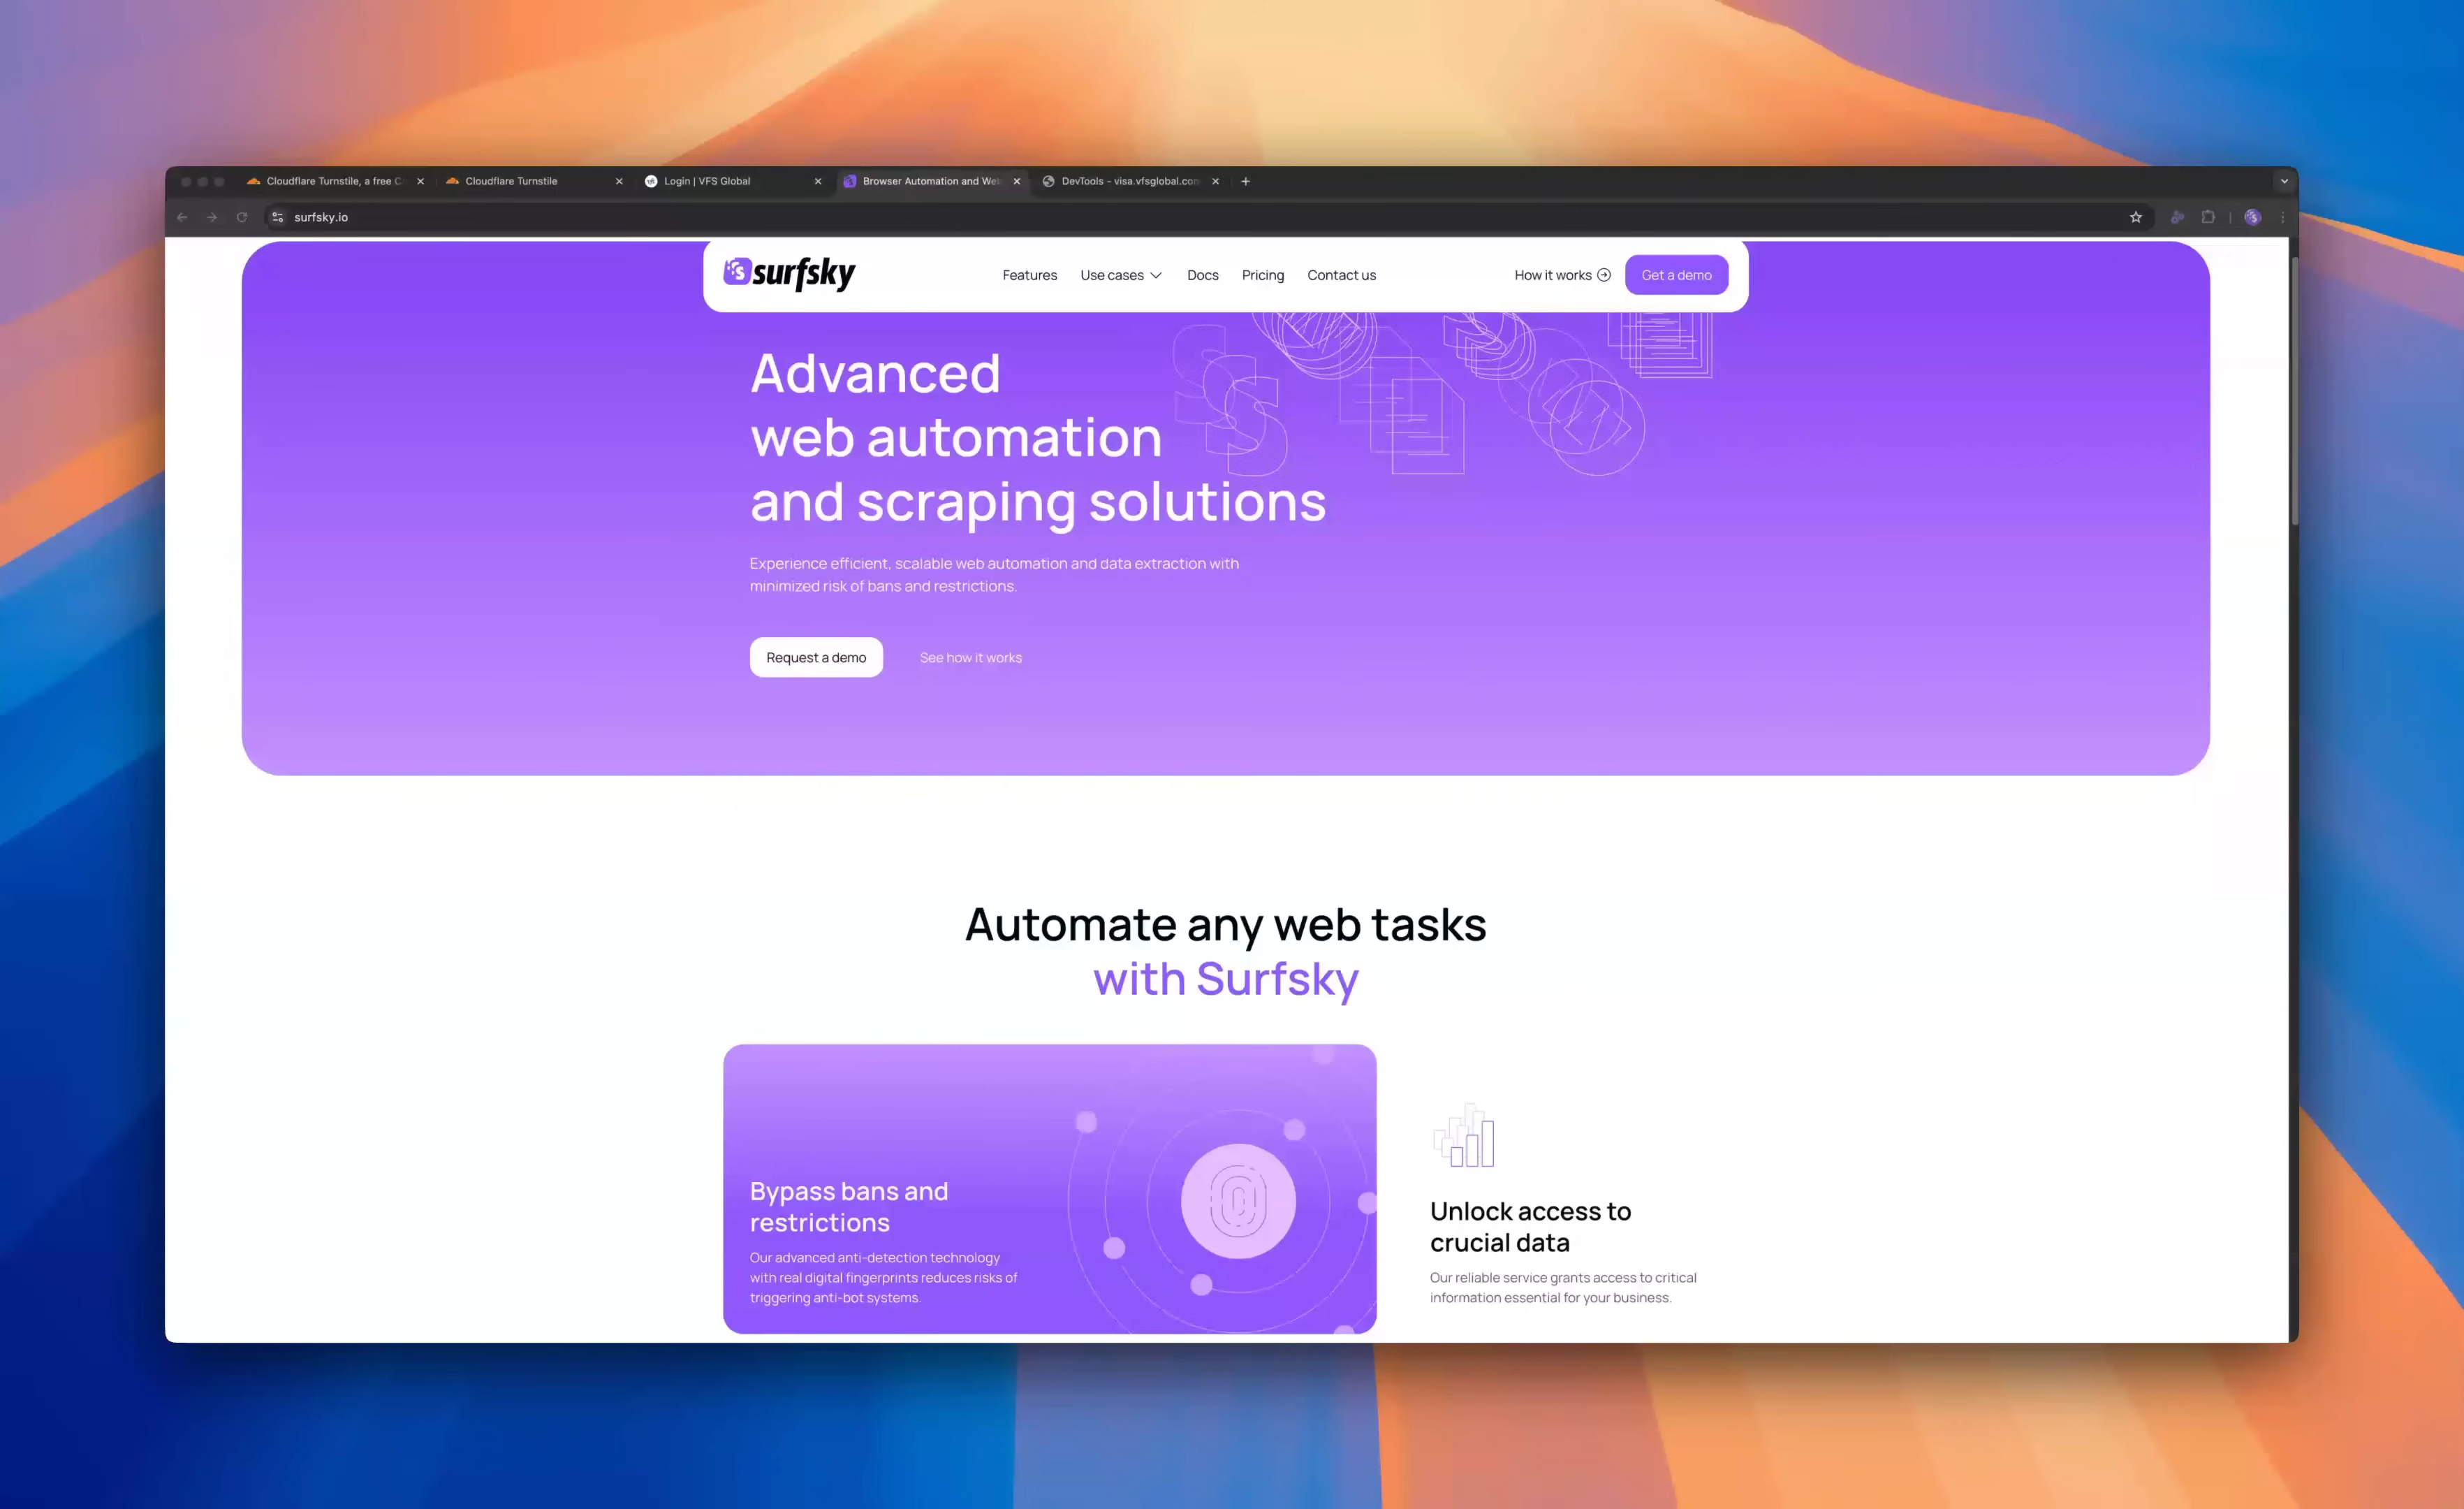 Cloudflare Turnstile, a free C
Cloudflare Turnstile
Login | VFS Global
Browser Automation and We
DevTools - visa.vfsglobal.com
surfsky.io
surfsky
Features
Use cases
Docs
Pricing
Contact us
How it works
Get a demo
Advanced
web automation
and scraping solutions
Experience efficient, scalable web automation and data extraction with
minimized risk of bans and restrictions.
Request a demo
See how it works
Automate any web tasks
with Surfsky
Bypass bans and
restrictions
Our advanced anti-detection technology
with real digital fingerprints reduces risks of
triggering anti-bot systems.
Unlock access to
crucial data
Our reliable service grants access to critical
information essential for your business.